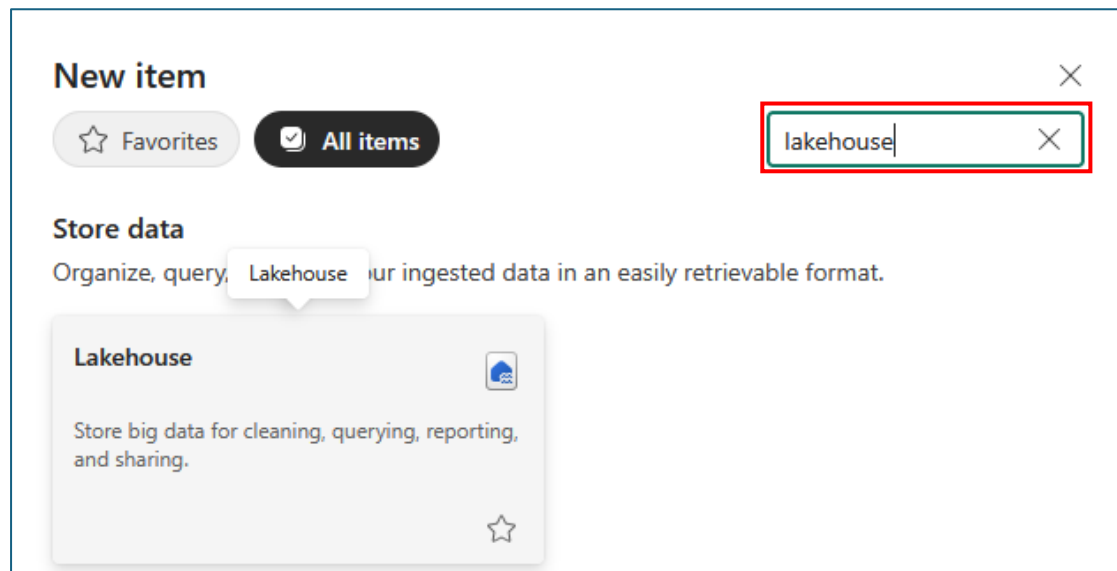 New item
Favorites
All items
lakehouse
Store data
Organize, query, ur ingested data in an easily retrievable format.
Lakehouse
Lakehouse
Store big data for cleaning, querying, reporting,
and sharing.